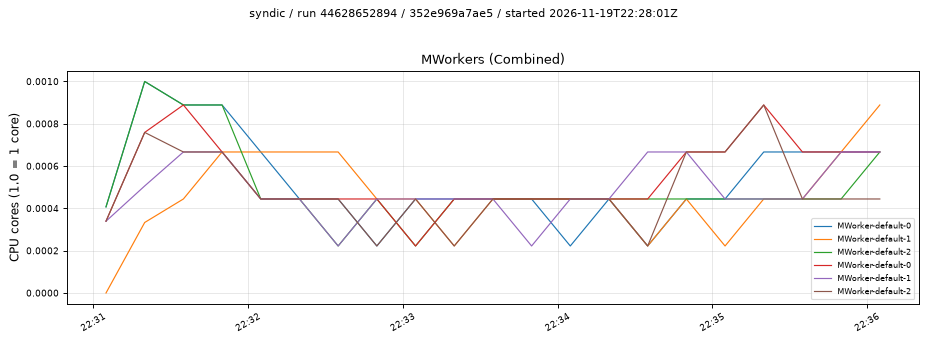 syndic / run 44628652894 / 352e969a7ae5 / started 2026-11-19T22:28:01Z
MWorkers (Combined)
CPU cores (1.0 = 1 core)
0.0010
0.0008
0.0006
0.0004
0.0002
0.0000
22:31
22:32
22:33
22:34
22:35
22:36
MWorker-default-0
MWorker-default-1
MWorker-default-2
MWorker-default-0
MWorker-default-1
MWorker-default-2